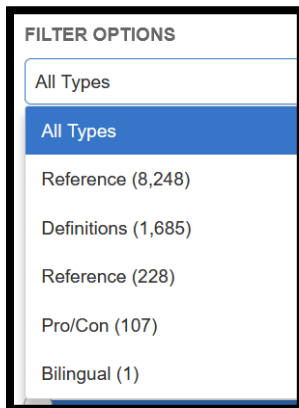 FILTER OPTIONS
All Types
All Types
Reference (8,248)
Definitions (1,685)
Reference (228)
Pro/Con (107)
Bilingual (1)